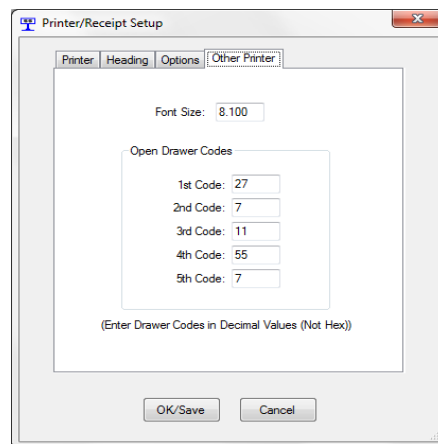 Printer/Receipt Setup
Printer Heading Options Other Printer
Font Size: 8.100
Open Drawer Codes
1st Code: 27
2nd Code: 7
3rd Code: 11
4th Code: 55
5th Code: 7
(Enter Drawer Codes in Decimal Values (Not Hex))
OK/Save Cancel